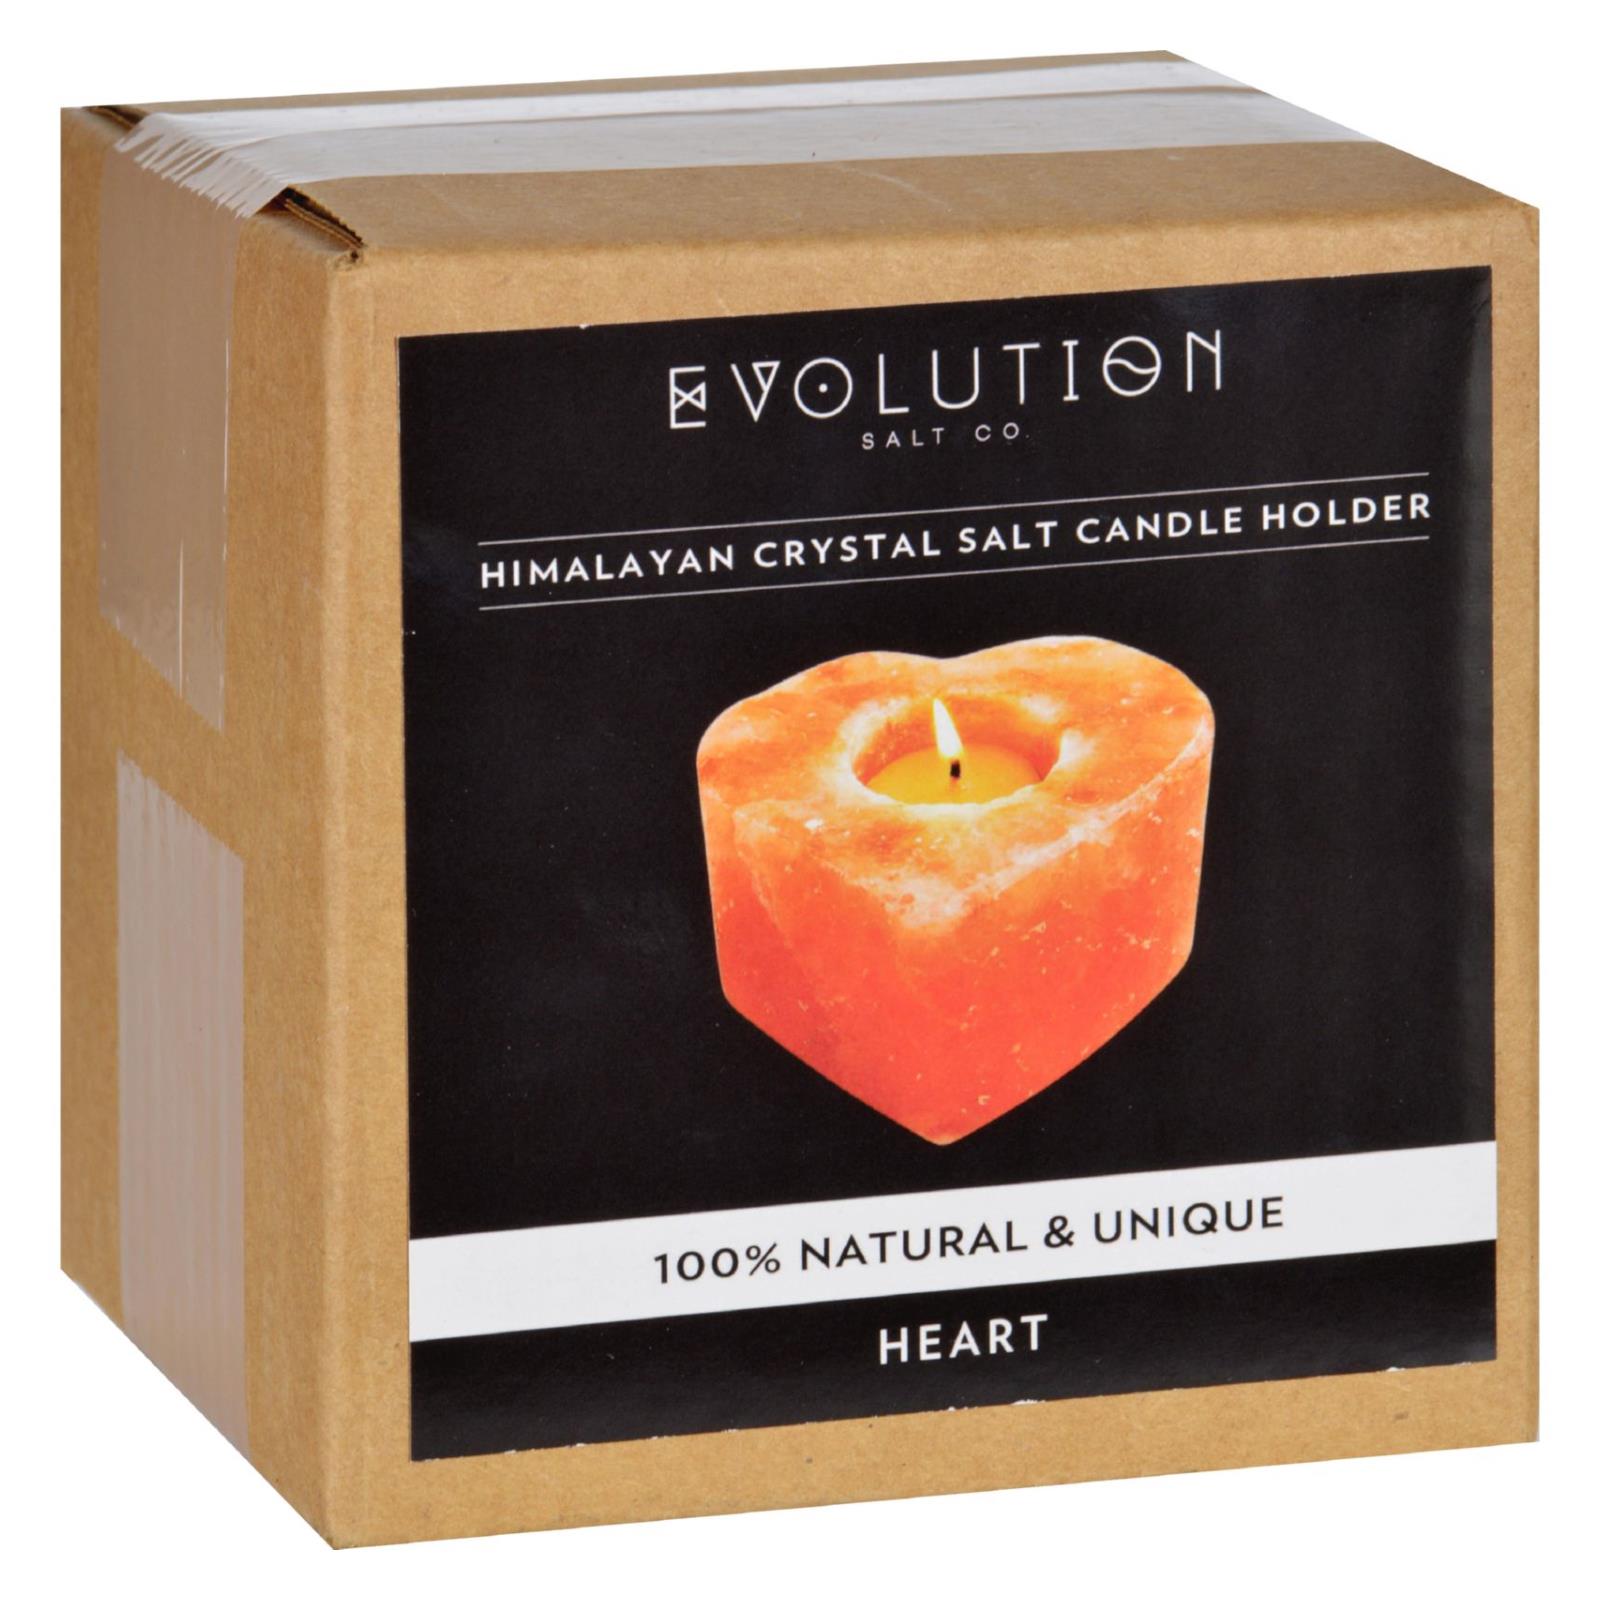 EVOLUTION
SALT CO.
HIMALAYAN CRYSTAL SALT CANDLE HOLDER
100% NATURAL & UNIQUE
HEART